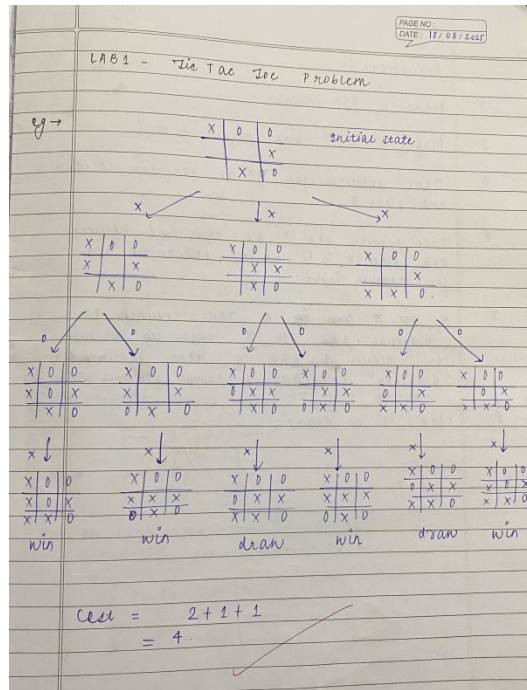 PAGE NO :
DATE : 18 / 08 / 2025
LAB 1 - Tic Tac Toe Problem
eg →
X | O | O
| | X
| X | O
Initial state
X X X
X | O | O X | O | O X | O | O
X | | X | X | X | | X
| X | O | X | O X | X | O
O O O O O O
X | O | O X | O | O X | O | O X | O | O X | O | O | O | O
X | O | X X | | X O | X | X | X | X O | | X | O | X
| X | O O | X | O | X | O O | X | O X | X | O X | X | O
X X X X X X
X | O | O X | O | O X | O | O X | O | O X | O | O X | O | O
X | O | X X | X | X O | X | X X | X | X O | X | X X | O | X
X | X | O O | X | O X | X | O O | X | O X | X | O X | X | O
win win draw win draw win
Cost = 2 + 1 + 1
= 4